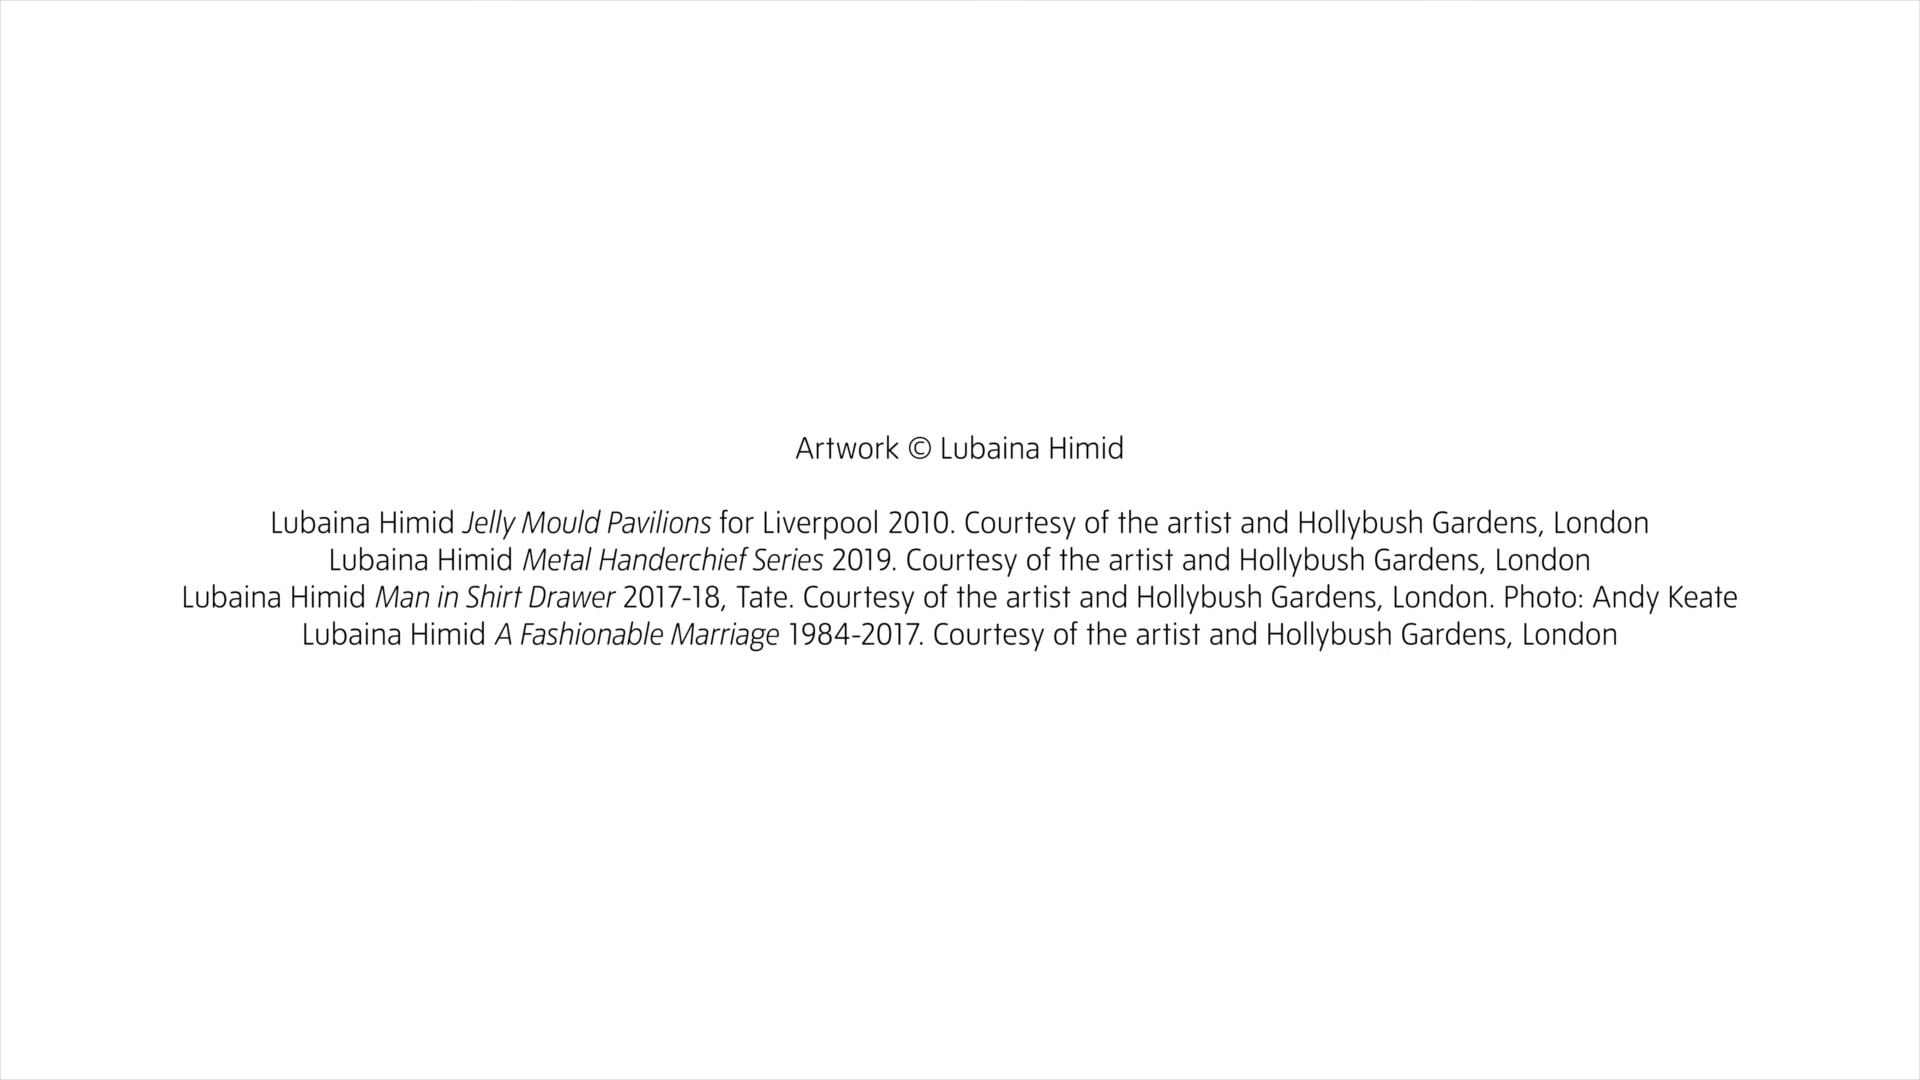 Artwork © Lubaina Himid
Lubaina Himid Jelly Mould Pavilions for Liverpool 2010. Courtesy of the artist and Hollybush Gardens, London
Lubaina Himid Metal Handerchief Series 2019. Courtesy of the artist and Hollybush Gardens, London
Lubaina Himid Man in Shirt Drawer 2017-18, Tate. Courtesy of the artist and Hollybush Gardens, London. Photo: Andy Keate
Lubaina Himid A Fashionable Marriage 1984-2017. Courtesy of the artist and Hollybush Gardens, London